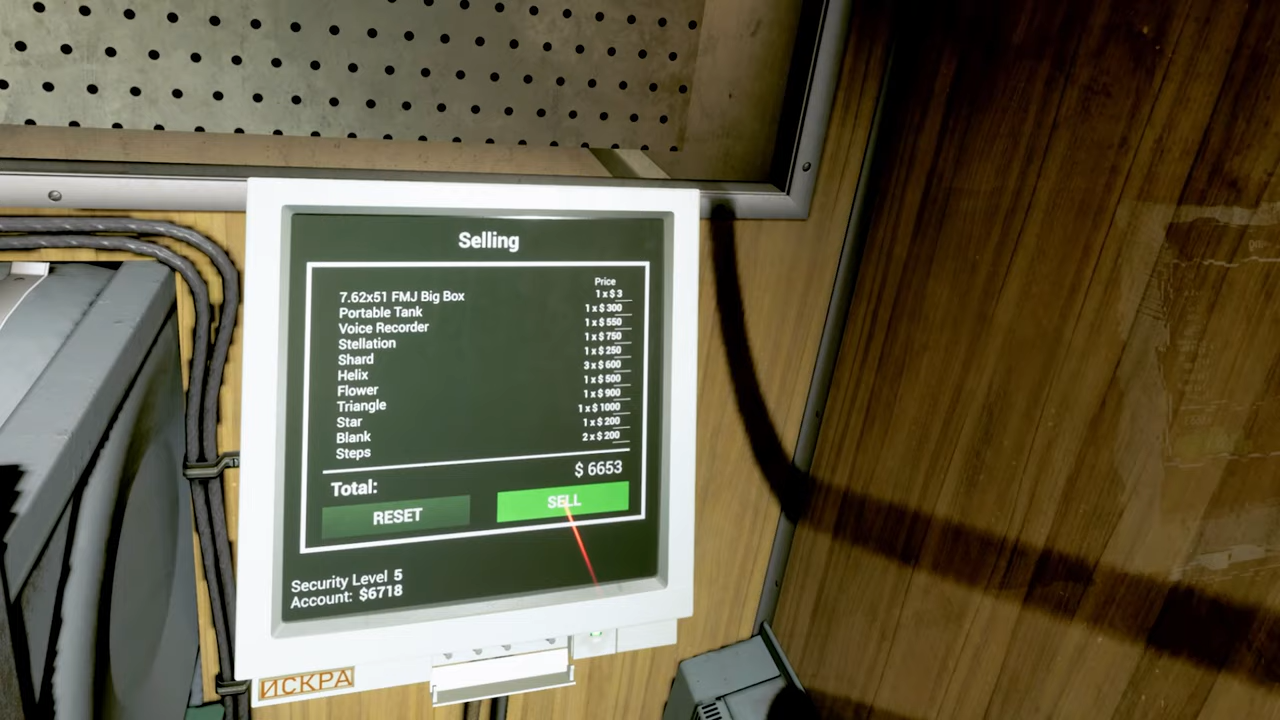 Selling
Price
7.62x51 FMJ Big Box 1 x $ 3
Portable Tank 1 x $ 300
Voice Recorder 1 x $ 550
Stellation 1 x $ 750
Shard 1 x $ 250
Helix 3 x $ 600
Flower 1 x $ 500
Triangle 1 x $ 900
Star 1 x $ 1000
Blank 1 x $ 200
Steps 2 x $ 200
Total: $ 6653
RESET SELL
Security Level 5
Account: $6718
ИСКРА